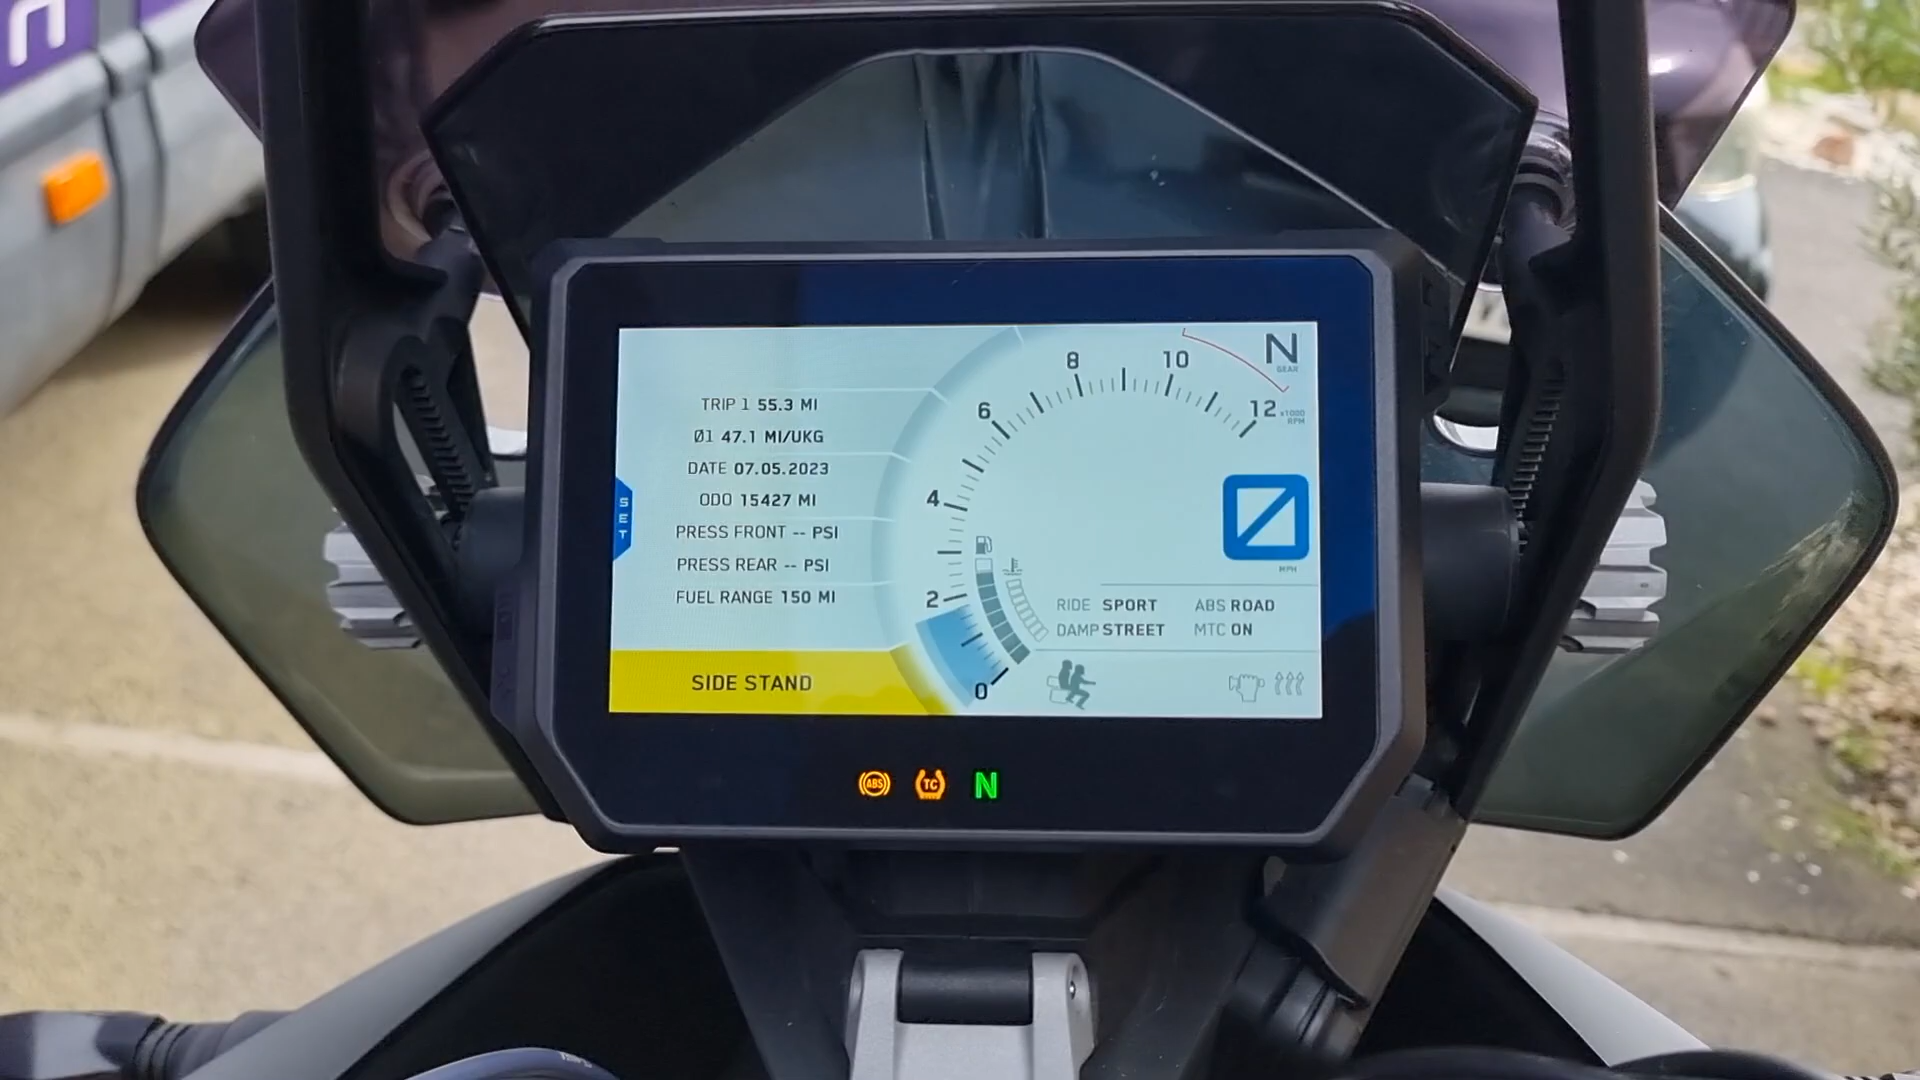 TRIP 1 55.3 MI
Ø1 47.1 MI/UKG
DATE 07.05.2023
ODO 15427 MI
PRESS FRONT -- PSI
PRESS REAR -- PSI
FUEL RANGE 150 MI
SET
SIDE STAND
0
2
4
6
8
10
12
x1000
RPM
N
GEAR
0
MPH
RIDE SPORT
ABS ROAD
DAMP STREET
MTC ON
ABS
TC
N